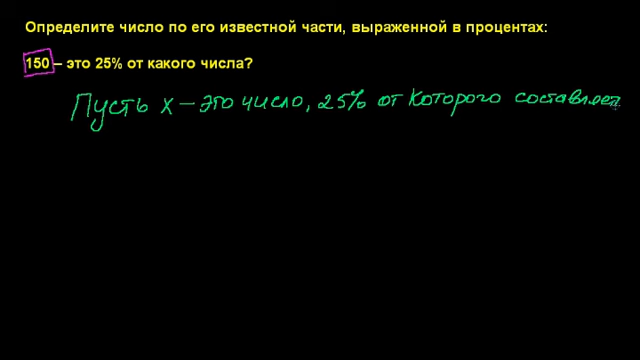 Определите число по его известной части, выраженной в процентах:
150 – это 25% от какого числа?
Пусть x – это число, 25% от которого составляет